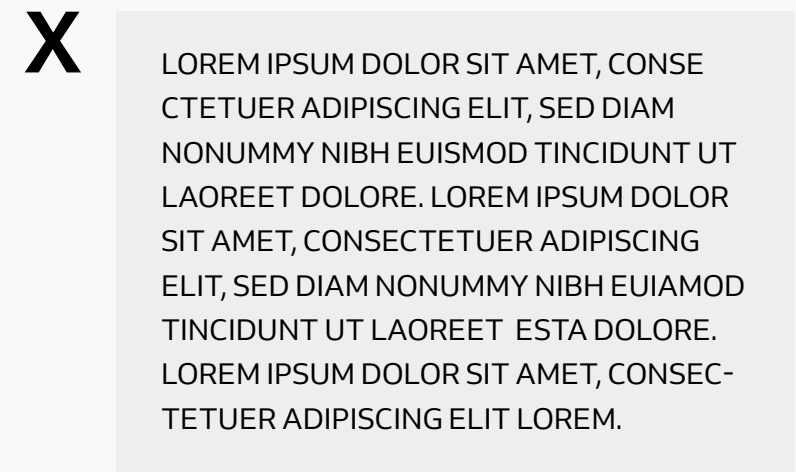 X
LOREM IPSUM DOLOR SIT AMET, CONSE
CTETUER ADIPISCING ELIT, SED DIAM
NONUMMY NIBH EUISMOD TINCIDUNT UT
LAOREET DOLORE. LOREM IPSUM DOLOR
SIT AMET, CONSECTETUER ADIPISCING
ELIT, SED DIAM NONUMMY NIBH EUIAMOD
TINCIDUNT UT LAOREET  ESTA DOLORE.
LOREM IPSUM DOLOR SIT AMET, CONSEC-
TETUER ADIPISCING ELIT LOREM.